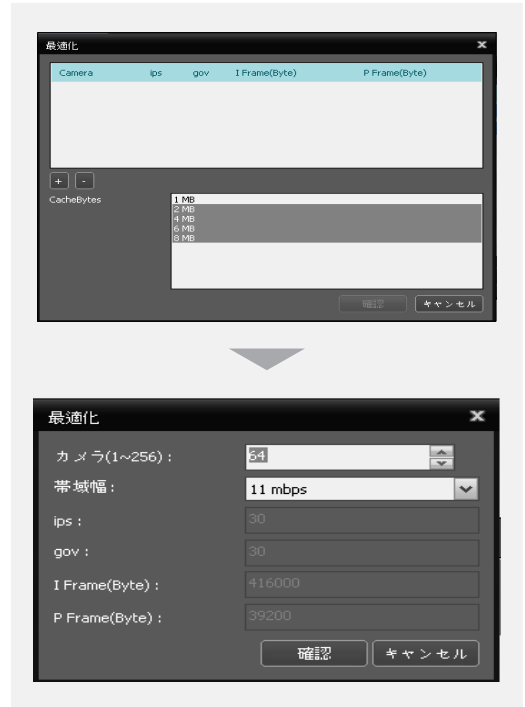 最適化 x
Camera ips gov I Frame(Byte) P Frame(Byte)
+ -
CacheBytes 1 MB
2 MB
4 MB
6 MB
8 MB
確認 キャンセル
最適化 x
カメラ(1~256) : 64
帯域幅 : 11 mbps
ips : 30
gov : 30
I Frame(Byte) : 416000
P Frame(Byte) : 39200
確認 キャンセル